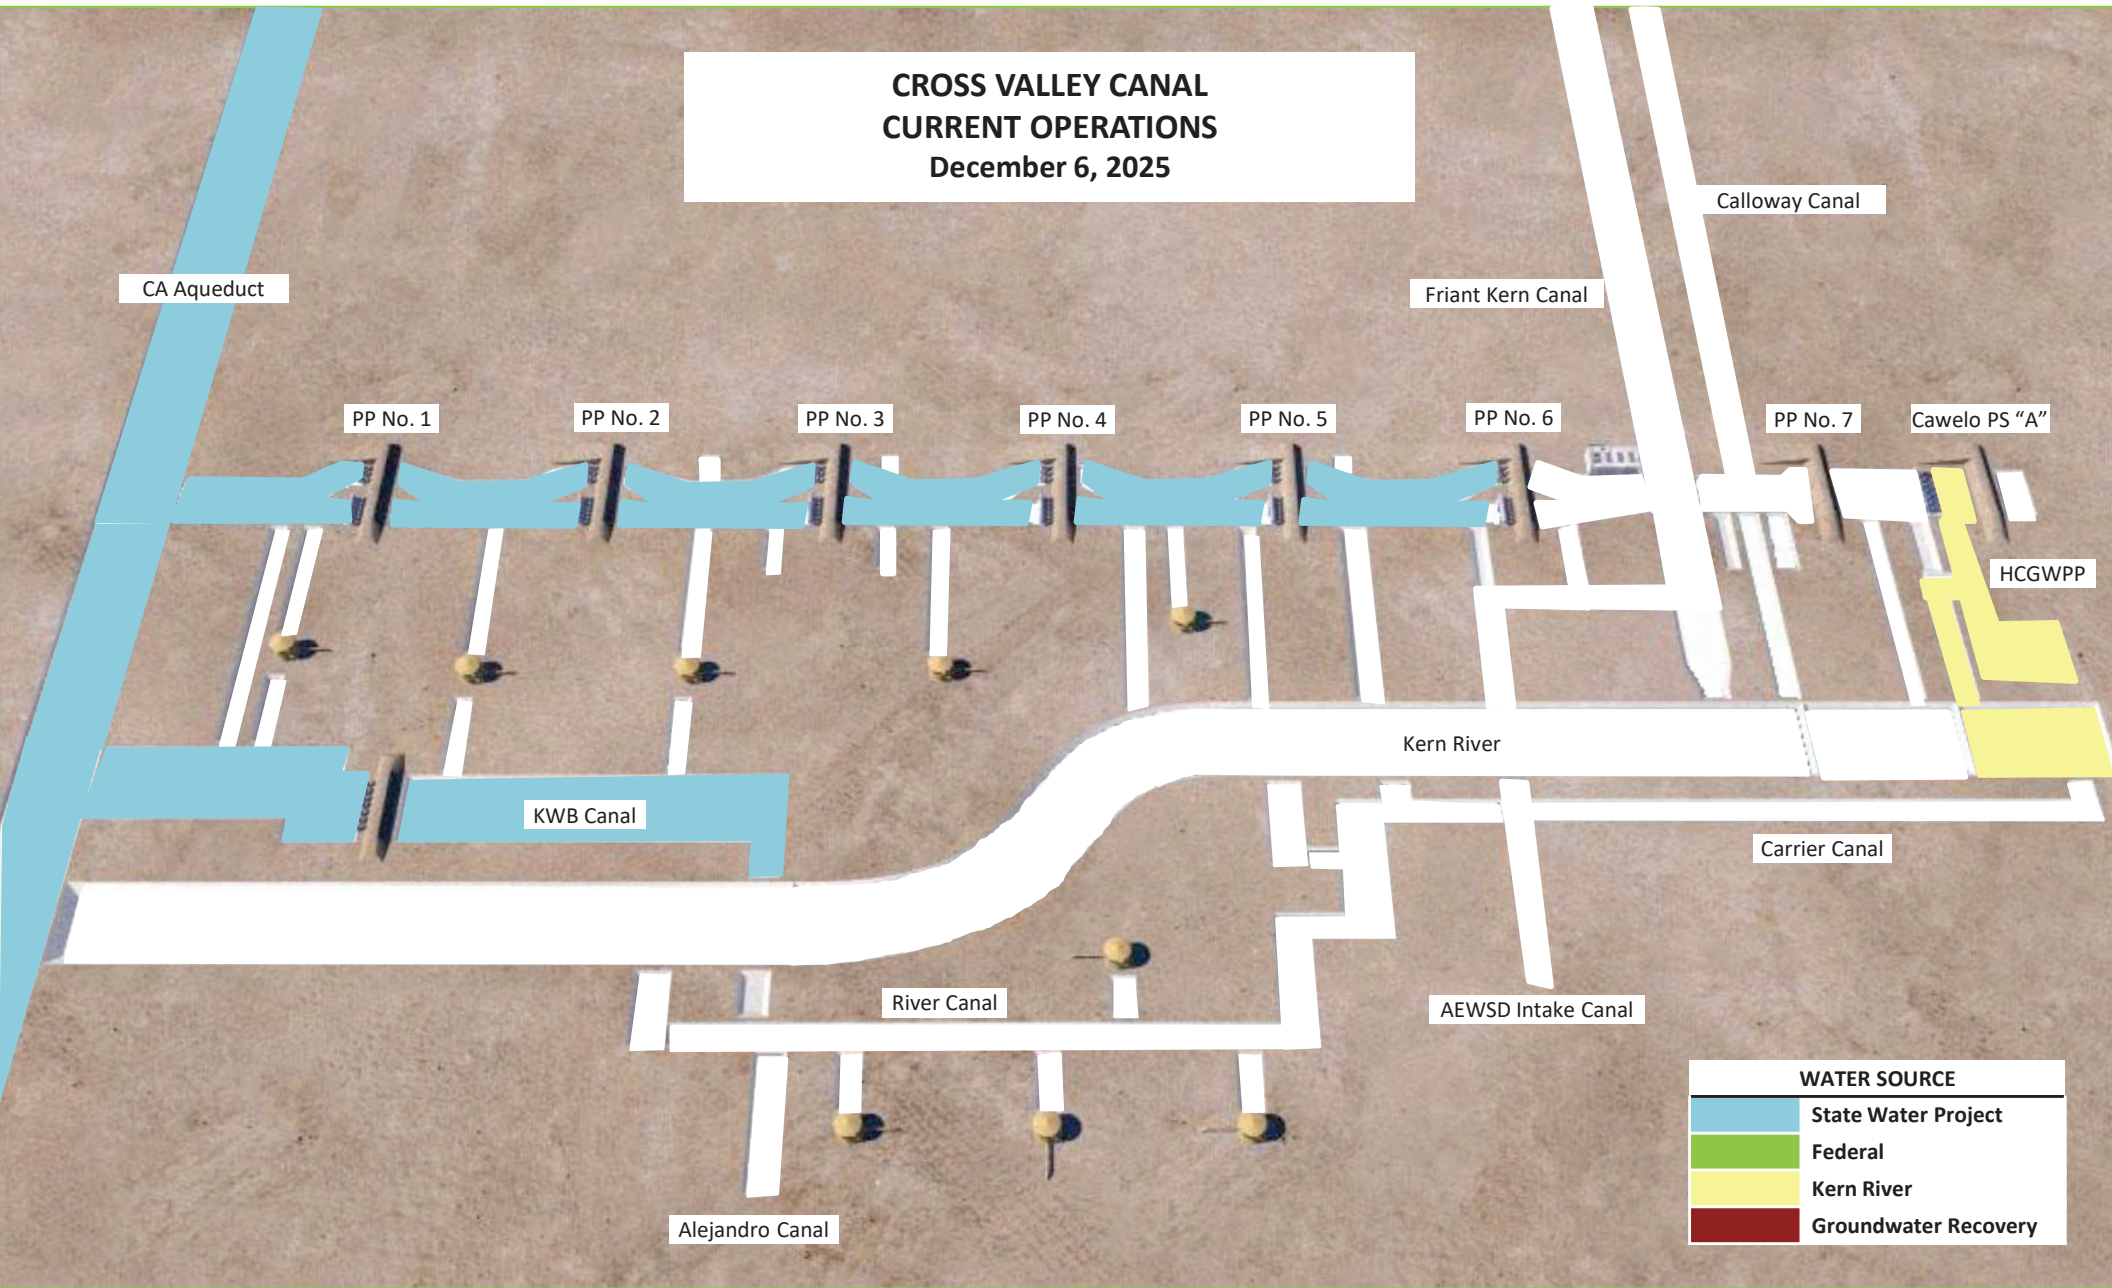 CROSS VALLEY CANAL
CURRENT OPERATIONS
December 6, 2025
Calloway Canal
CA Aqueduct
Friant Kern Canal
PP No. 1
PP No. 2
PP No. 3
PP No. 4
PP No. 5
PP No. 6
PP No. 7
Cawelo PS “A”
HCGWPP
Kern River
KWB Canal
Carrier Canal
River Canal
AEWSD Intake Canal
Alejandro Canal
WATER SOURCE
State Water Project
Federal
Kern River
Groundwater Recovery